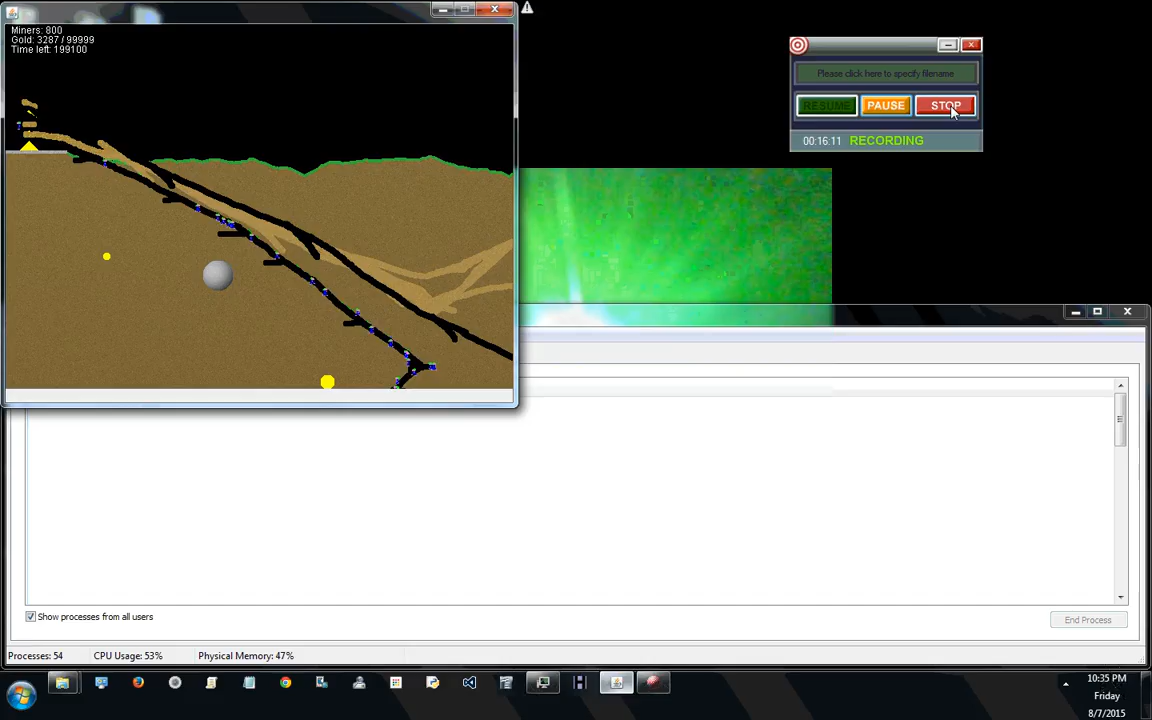 Miners: 800
Gold: 3287 / 99999
Time left: 199100
Please click here to specify filename
RESUME PAUSE STOP
00:16:11 RECORDING
Show processes from all users
End Process
Processes: 54 CPU Usage: 53% Physical Memory: 47%
10:35 PM
Friday
8/7/2015